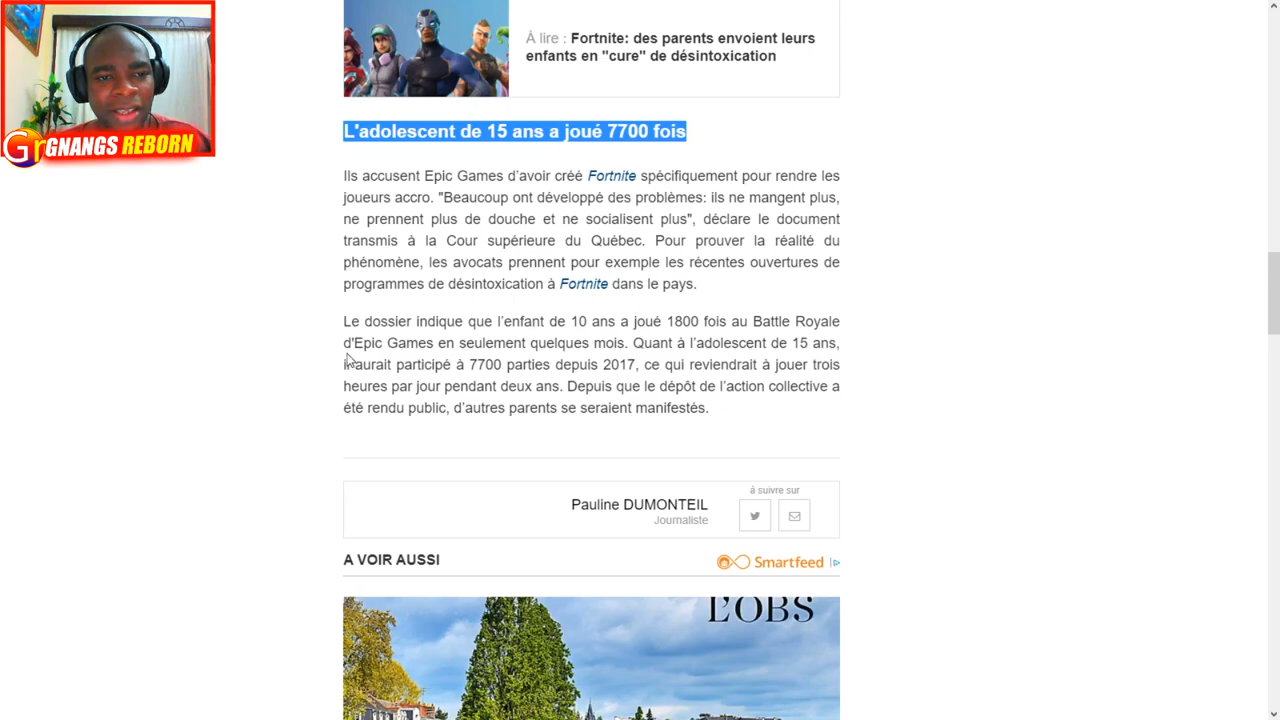 GNANGS REBORN
À lire : Fortnite: des parents envoient leurs
enfants en "cure" de désintoxication
L'adolescent de 15 ans a joué 7700 fois
Ils accusent Epic Games d’avoir créé Fortnite spécifiquement pour rendre les
joueurs accro. "Beaucoup ont développé des problèmes: ils ne mangent plus,
ne prennent plus de douche et ne socialisent plus", déclare le document
transmis à la Cour supérieure du Québec. Pour prouver la réalité du
phénomène, les avocats prennent pour exemple les récentes ouvertures de
programmes de désintoxication à Fortnite dans le pays.
Le dossier indique que l’enfant de 10 ans a joué 1800 fois au Battle Royale
d'Epic Games en seulement quelques mois. Quant à l’adolescent de 15 ans,
aurait participé à 7700 parties depuis 2017, ce qui reviendrait à jouer trois
heures par jour pendant deux ans. Depuis que le dépôt de l’action collective a
été rendu public, d’autres parents se seraient manifestés.
Pauline DUMONTEIL
Journaliste
à suivre sur
A VOIR AUSSI
Smartfeed
L'OBS